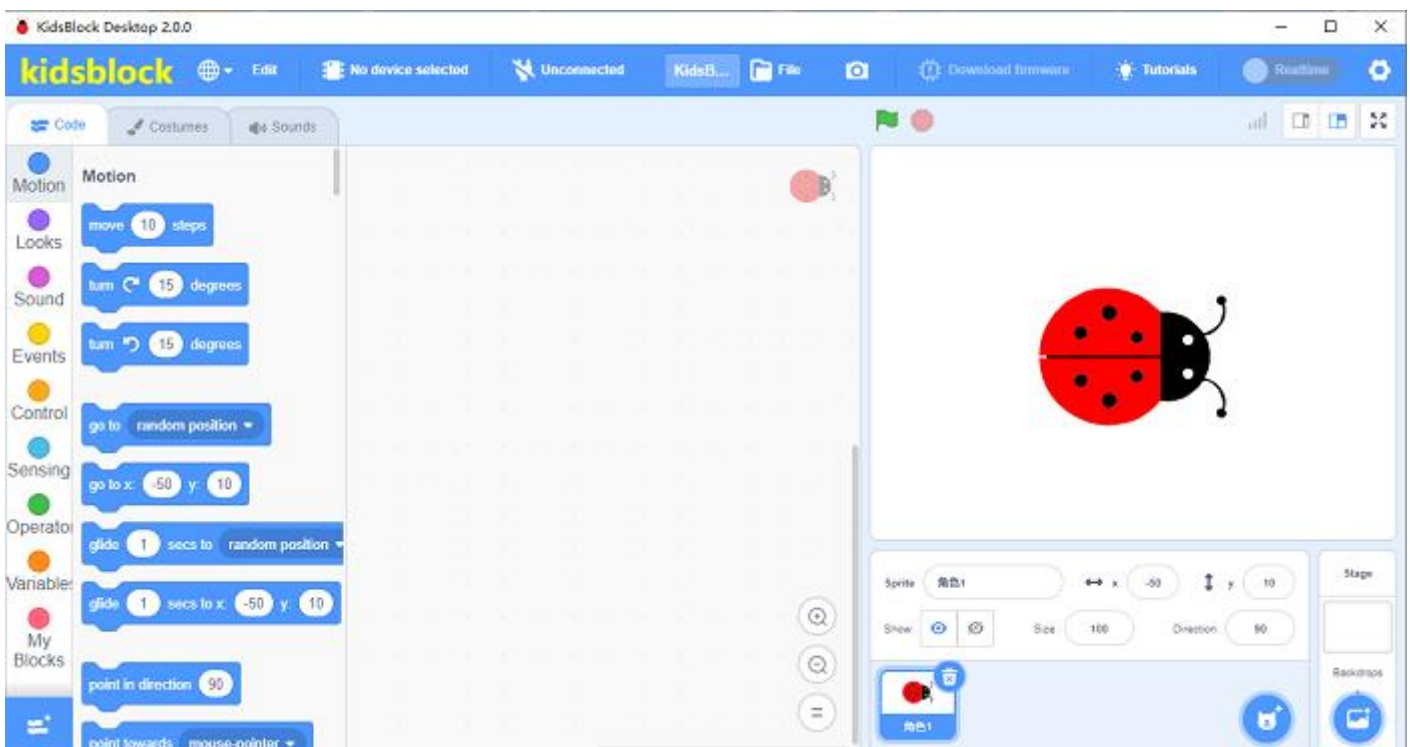 KidsBlock Desktop 2.0.0
kidsblock Edit No device selected Unconnected KidsB... File Download firmware Tutorials Realtime
Code Costumes Sounds
Motion
Looks
Sound
Events
Control
Sensing
Operator
Variables
My
Blocks
Motion
move 10 steps
turn 15 degrees
turn 15 degrees
go to random position
go to x: -50 y: 10
glide 1 secs to random position
glide 1 secs to x: -50 y: 10
point in direction 90
point towards mouse-pointer
Sprite 角色1 x -50 y 10
Show Size 100 Direction 90
角色1
Stage
Backdrops
1